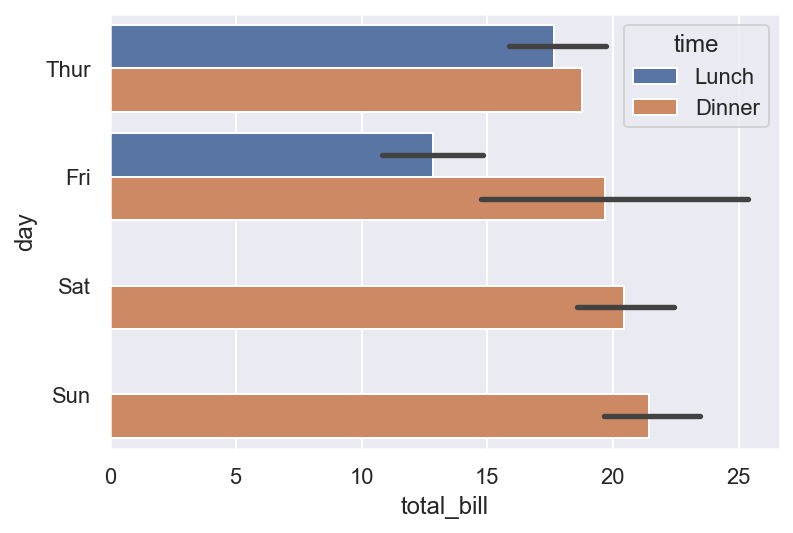 time
Lunch
Dinner
day
Thur
Fri
Sat
Sun
0 5 10 15 20 25
total_bill